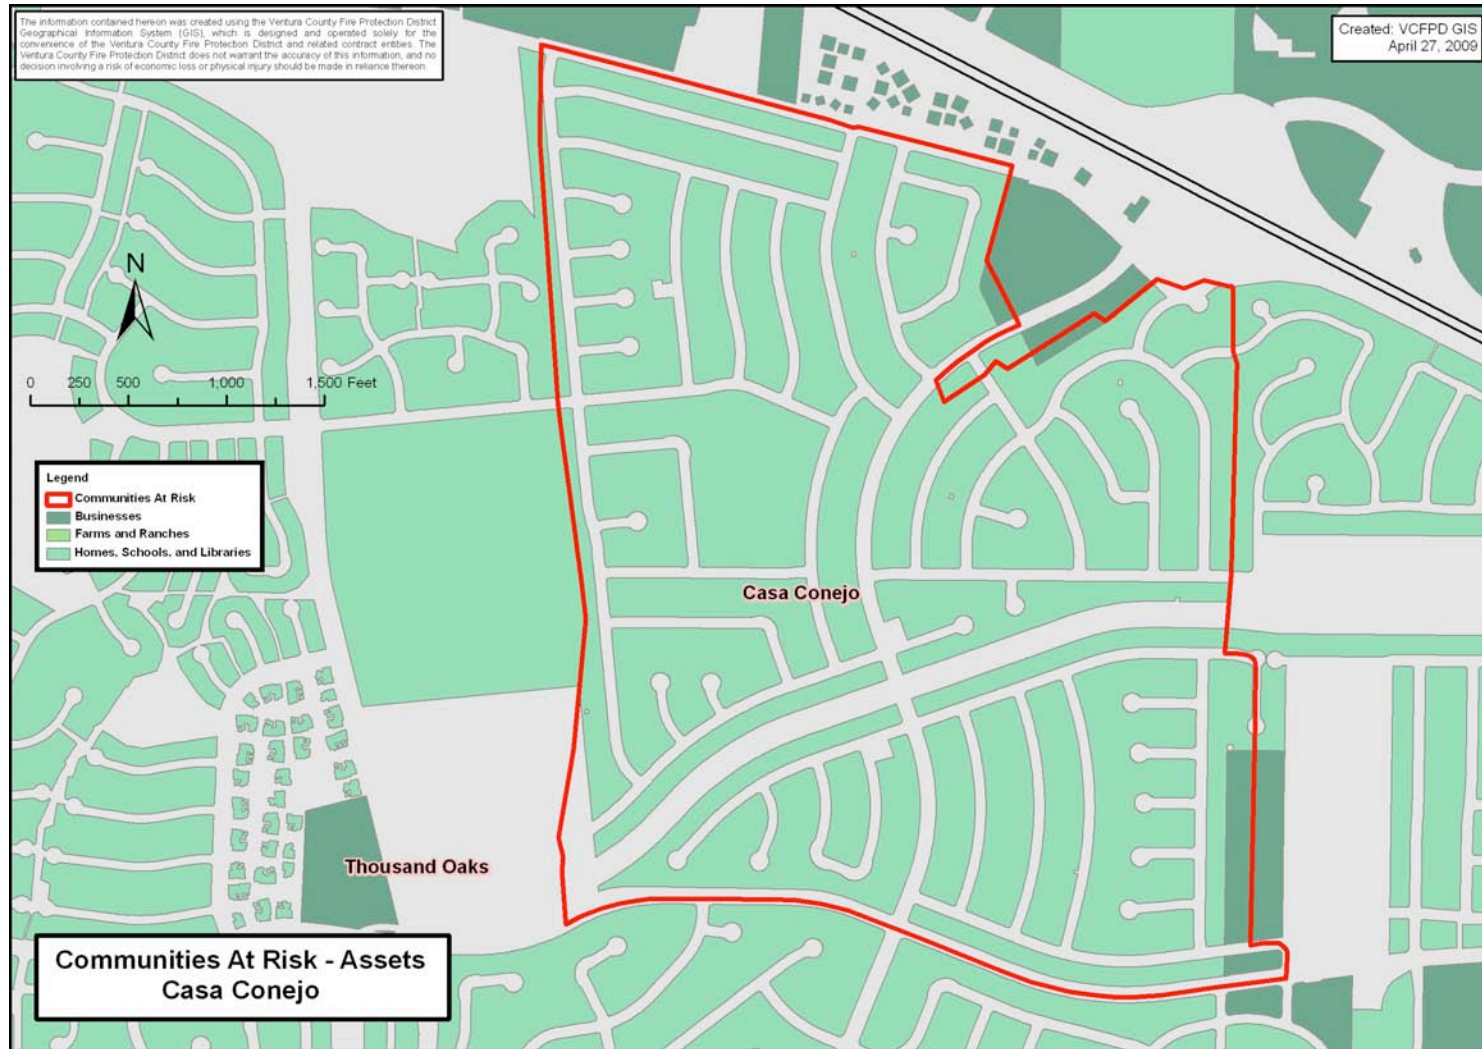 The information contained hereon was created using the Ventura County Fire Protection District
Geographical Information System (GIS), which is designed and operated solely for the
convenience of the Ventura County Fire Protection District and related contract entities. The
Ventura County Fire Protection District does not warrant the accuracy of this information, and no
decision involving a risk of economic loss or physical injury should be made in reliance thereon.
Created: VCFPD GIS
April 27, 2009
N
0 250 500 1,000 1,500 Feet
Legend
Communities At Risk
Businesses
Farms and Ranches
Homes, Schools, and Libraries
Casa Conejo
Thousand Oaks
Communities At Risk - Assets
Casa Conejo